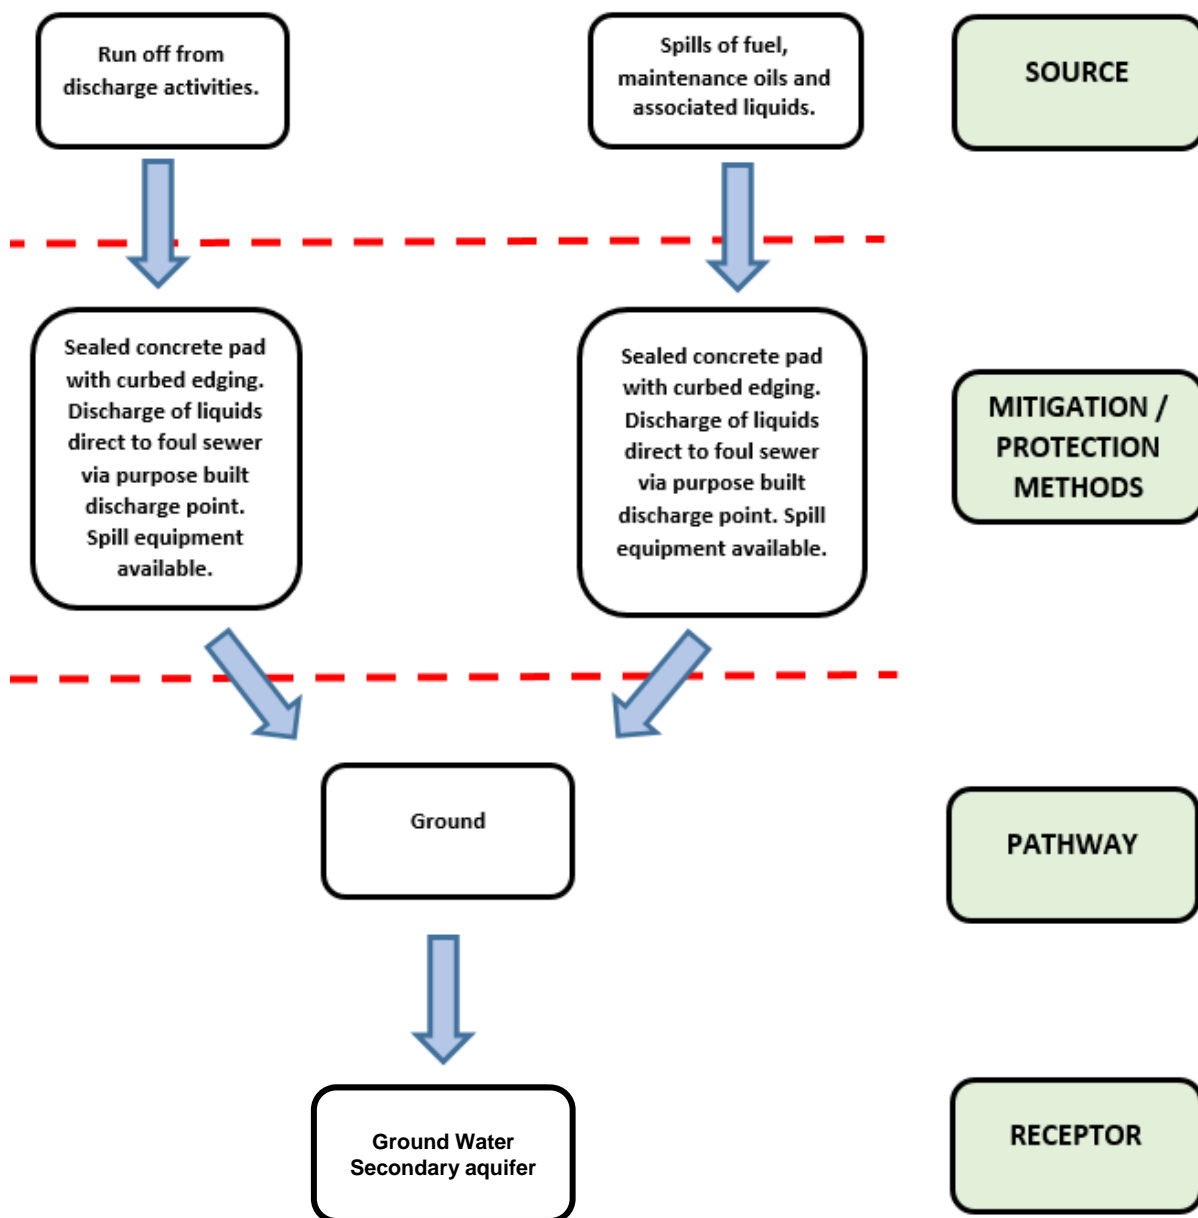 Run off from
discharge activities.
Spills of fuel,
maintenance oils and
associated liquids.
SOURCE
Sealed concrete pad
with curbed edging.
Discharge of liquids
direct to foul sewer
via purpose built
discharge point.
Spill equipment
available.
Sealed concrete pad
with curbed edging.
Discharge of liquids
direct to foul sewer
via purpose built
discharge point. Spill
equipment available.
MITIGATION /
PROTECTION
METHODS
Ground
PATHWAY
Ground Water
Secondary aquifer
RECEPTOR